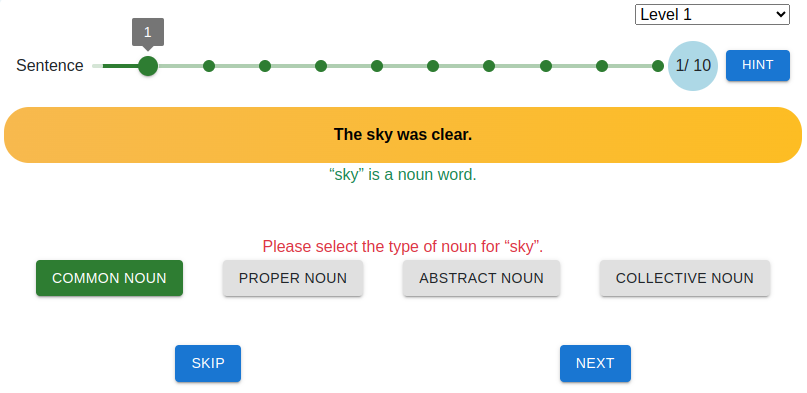 Level 1
1
Sentence
1/ 10
HINT
The sky was clear.
“sky” is a noun word.
Please select the type of noun for “sky”.
COMMON NOUN
PROPER NOUN
ABSTRACT NOUN
COLLECTIVE NOUN
SKIP
NEXT